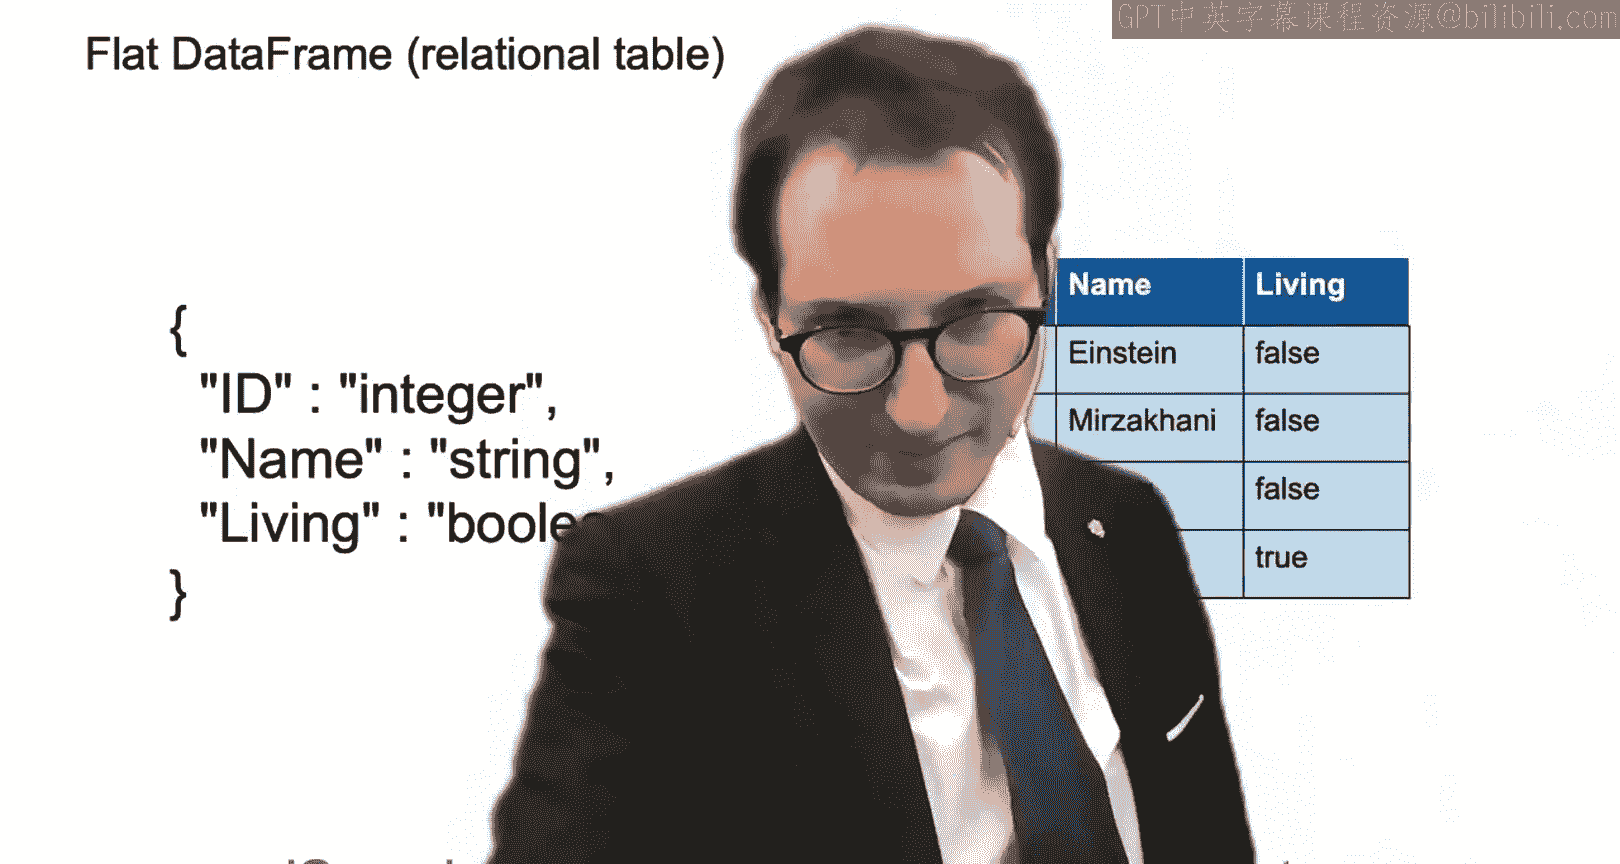 GPT中英字幕课程资源@bilibili.com
Flat DataFrame (relational table)
{
"ID" : "integer",
"Name" : "string",
"Living" : "boole
}
Name Living
Einstein false
Mirzakhani false
false
true